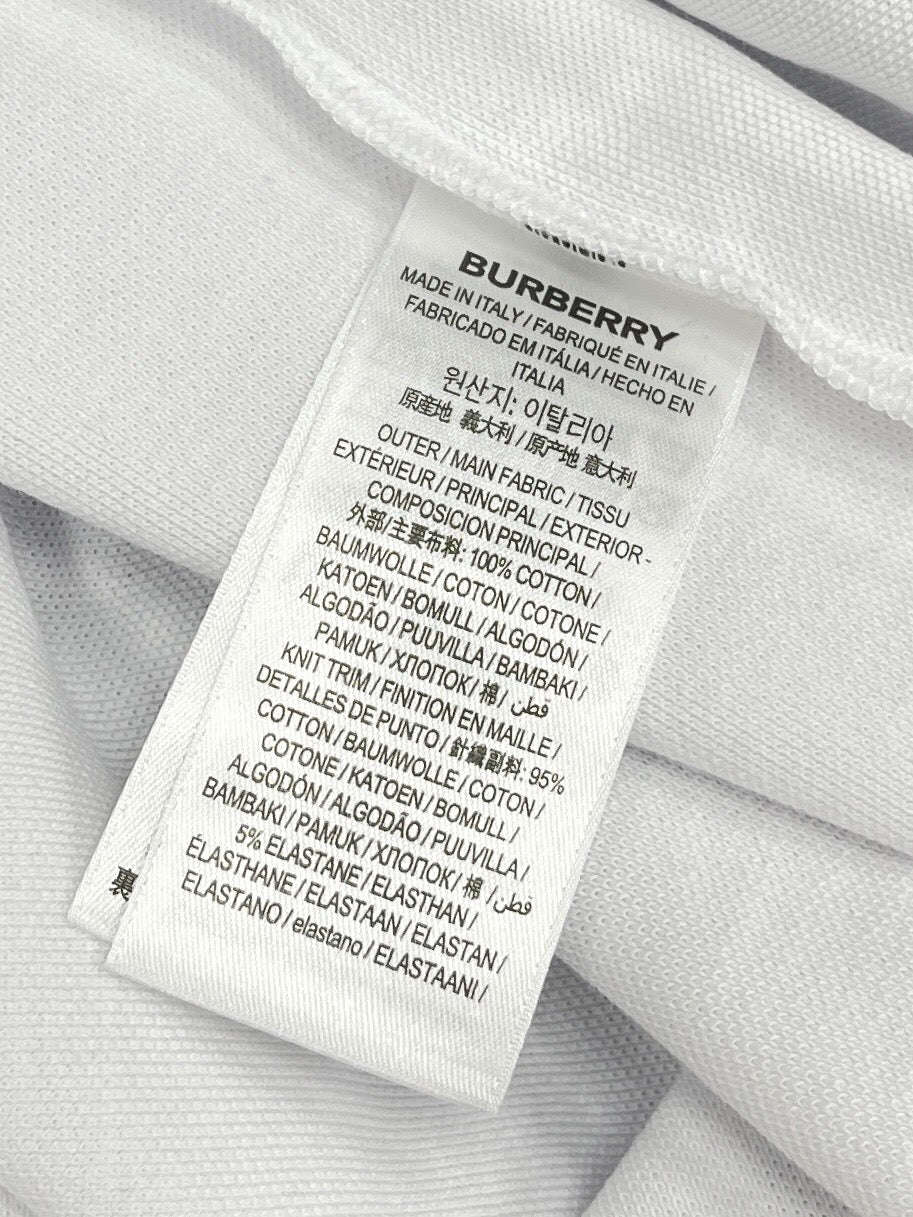 BURBERRY
MADE IN ITALY / FABRIQUÉ EN ITALIE /
FABRICADO EM ITÁLIA / HECHO EN
ITALIA
원산지: 이탈리아
原産地 義大利 / 原产地 意大利
OUTER / MAIN FABRIC / TISSU
EXTÉRIEUR / PRINCIPAL / EXTERIOR -
COMPOSICION PRINCIPAL /
外部/主要布料: 100% COTTON /
BAUMWOLLE / COTON / COTONE /
KATOEN / BOMULL / ALGODÓN /
ALGODÃO / PUUVILLA / BAMBAKI /
PAMUK / ХЛОПОК / 棉 / قطن
KNIT TRIM / FINITION EN MAILLE /
DETALLES DE PUNTO / 針織副料: 95%
COTTON / BAUMWOLLE / COTON /
COTONE / KATOEN / BOMULL /
ALGODÓN / ALGODÃO / PUUVILLA /
BAMBAKI / PAMUK / ХЛОПОК / 棉 / قطن
5% ELASTANE / ELASTHAN /
ÉLASTHANE / ELASTAAN / ELASTAN /
ELASTANO / elastano / ELASTAANI /
裏